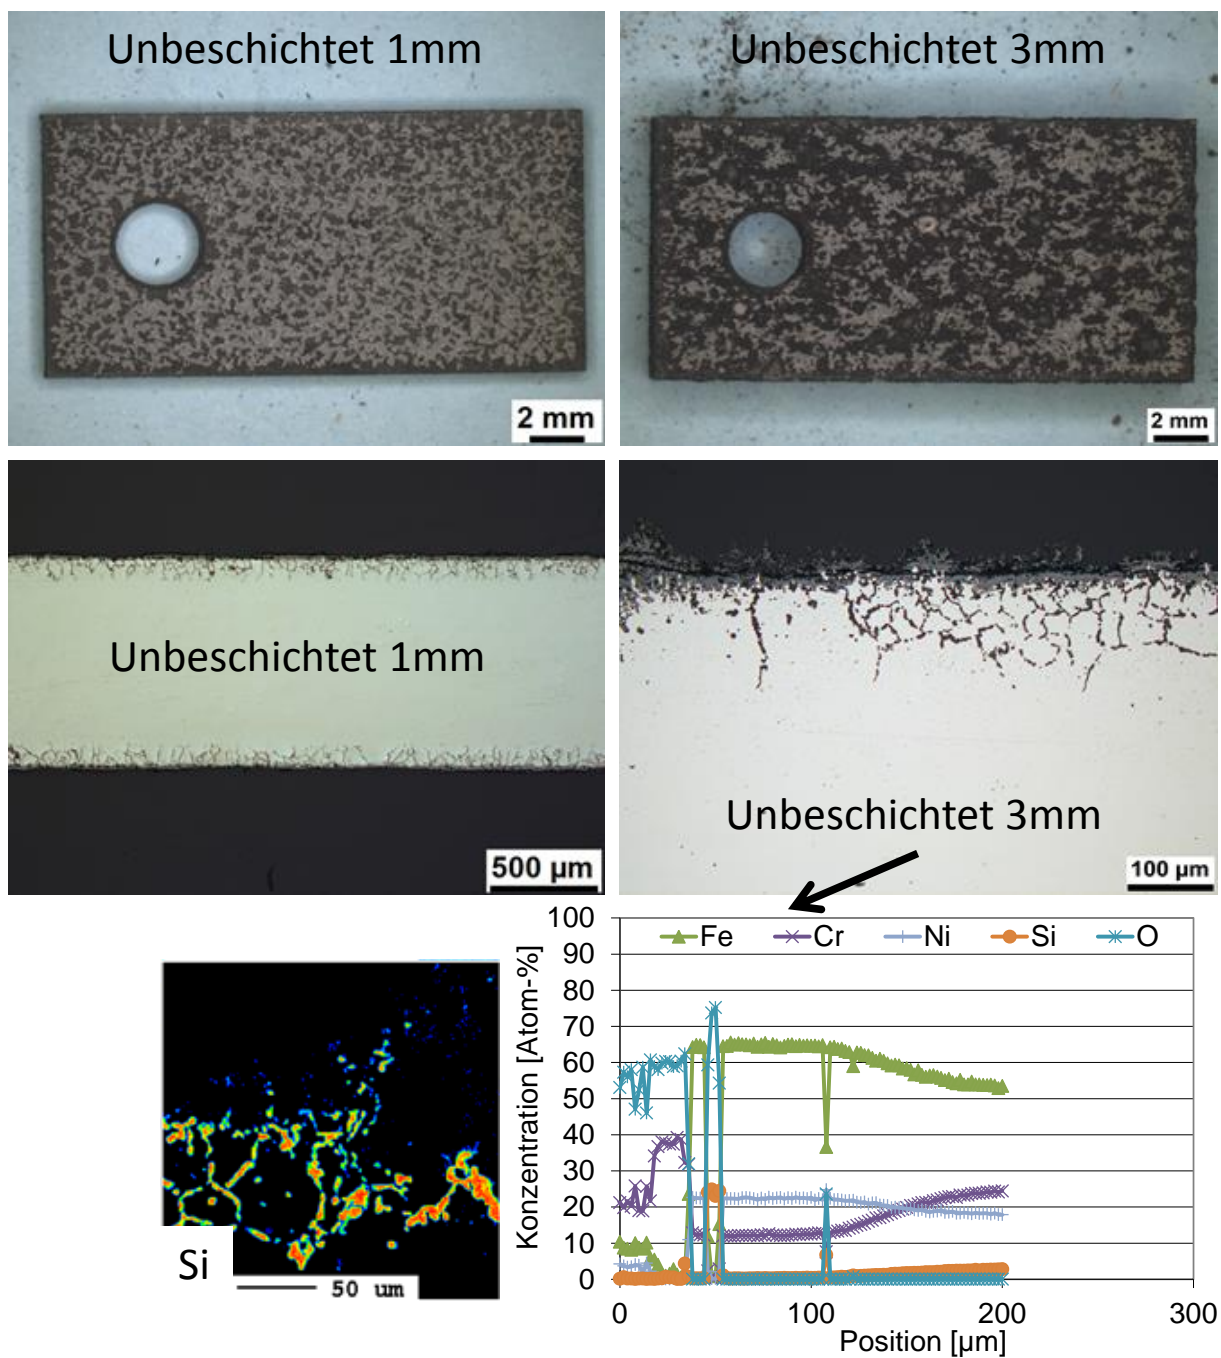 Unbeschichtet 1mm
Unbeschichtet 3mm
2 mm
2 mm
Unbeschichtet 1mm
500 µm
Unbeschichtet 3mm
100 µm
Si
50 um
Konzentration [Atom-%]
100
90
80
70
60
50
40
30
20
10
0
Fe Cr Ni Si O
0 100 200 300
Position [µm]